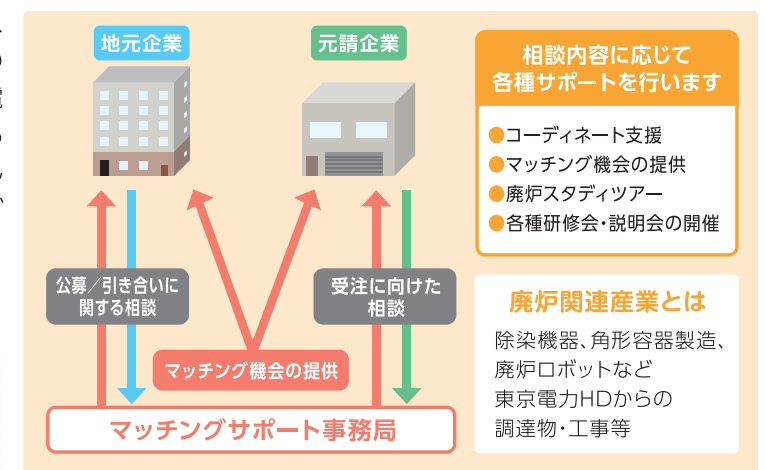 地元企業
元請企業
公募／引き合いに
関する相談
受注に向けた
相談
マッチング機会の提供
マッチングサポート事務局
相談内容に応じて
各種サポートを行います
●コーディネート支援
●マッチング機会の提供
●廃炉スタディツアー
●各種研修会・説明会の開催
廃炉関連産業とは
除染機器、角形容器製造、
廃炉ロボットなど
東京電力HDからの
調達物・工事等